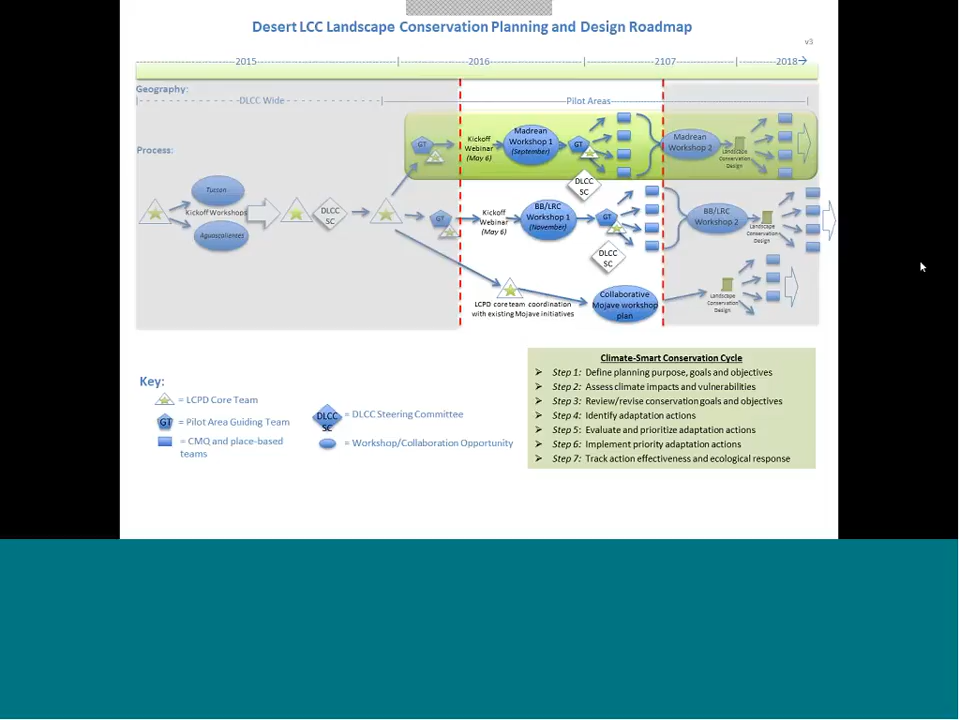 Desert LCC Landscape Conservation Planning and Design Roadmap
v3
2015 2016 2107 2018
Geography:
DLCC Wide Pilot Areas
Process:
GT
Kickoff
Webinar
(May 6)
Madrean
Workshop 1
(September)
GT
Madrean
Workshop 2
Landscape
Conservation
Design
DLCC
SC
Tucson
Kickoff Workshops
Aguascalientes
DLCC
SC
GT
Kickoff
Webinar
(May 6)
BB/LRC
Workshop 1
(November)
GT
BB/LRC
Workshop 2
Landscape
Conservation
Design
DLCC
SC
LCPD core team coordination
with existing Mojave initiatives
Collaborative
Mojave workshop
plan
Landscape
Conservation
Design
Key:
= LCPD Core Team
GT = Pilot Area Guiding Team
= CMQ and place-based
teams
DLCC
SC
= DLCC Steering Committee
= Workshop/Collaboration Opportunity
Climate-Smart Conservation Cycle
Step 1: Define planning purpose, goals and objectives
Step 2: Assess climate impacts and vulnerabilities
Step 3: Review/revise conservation goals and objectives
Step 4: Identify adaptation actions
Step 5: Evaluate and prioritize adaptation actions
Step 6: Implement priority adaptation actions
Step 7: Track action effectiveness and ecological response